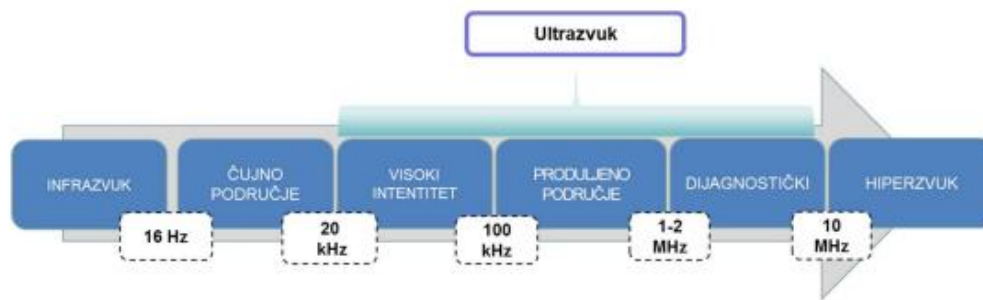 Ultrazvuk
INFRAZVUK
ČUJNO
PODRUČJE
VISOKI
INTENTITET
PRODULJENO
PODRUČJE
DIJAGNOSTIČKI
HIPERZVUK
16 Hz
20
kHz
100
kHz
1-2
MHz
10
MHz